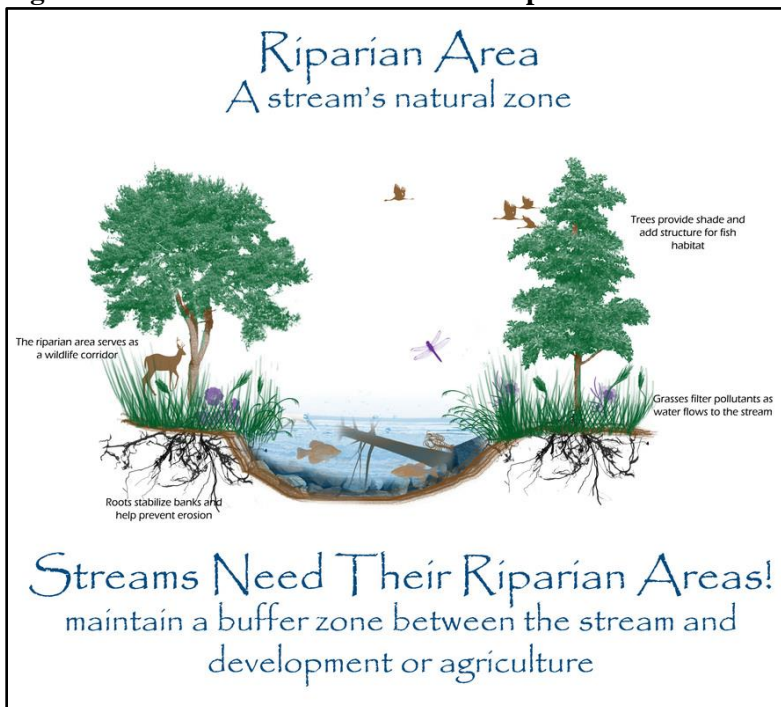 Riparian Area
A stream's natural zone
Trees provide shade and
add structure for fish
habitat
The riparian area serves as
a wildlife corridor
Grasses filter pollutants as
water flows to the stream
Roots stabilize banks and
help prevent erosion
Streams Need Their Riparian Areas!
maintain a buffer zone between the stream and
development or agriculture